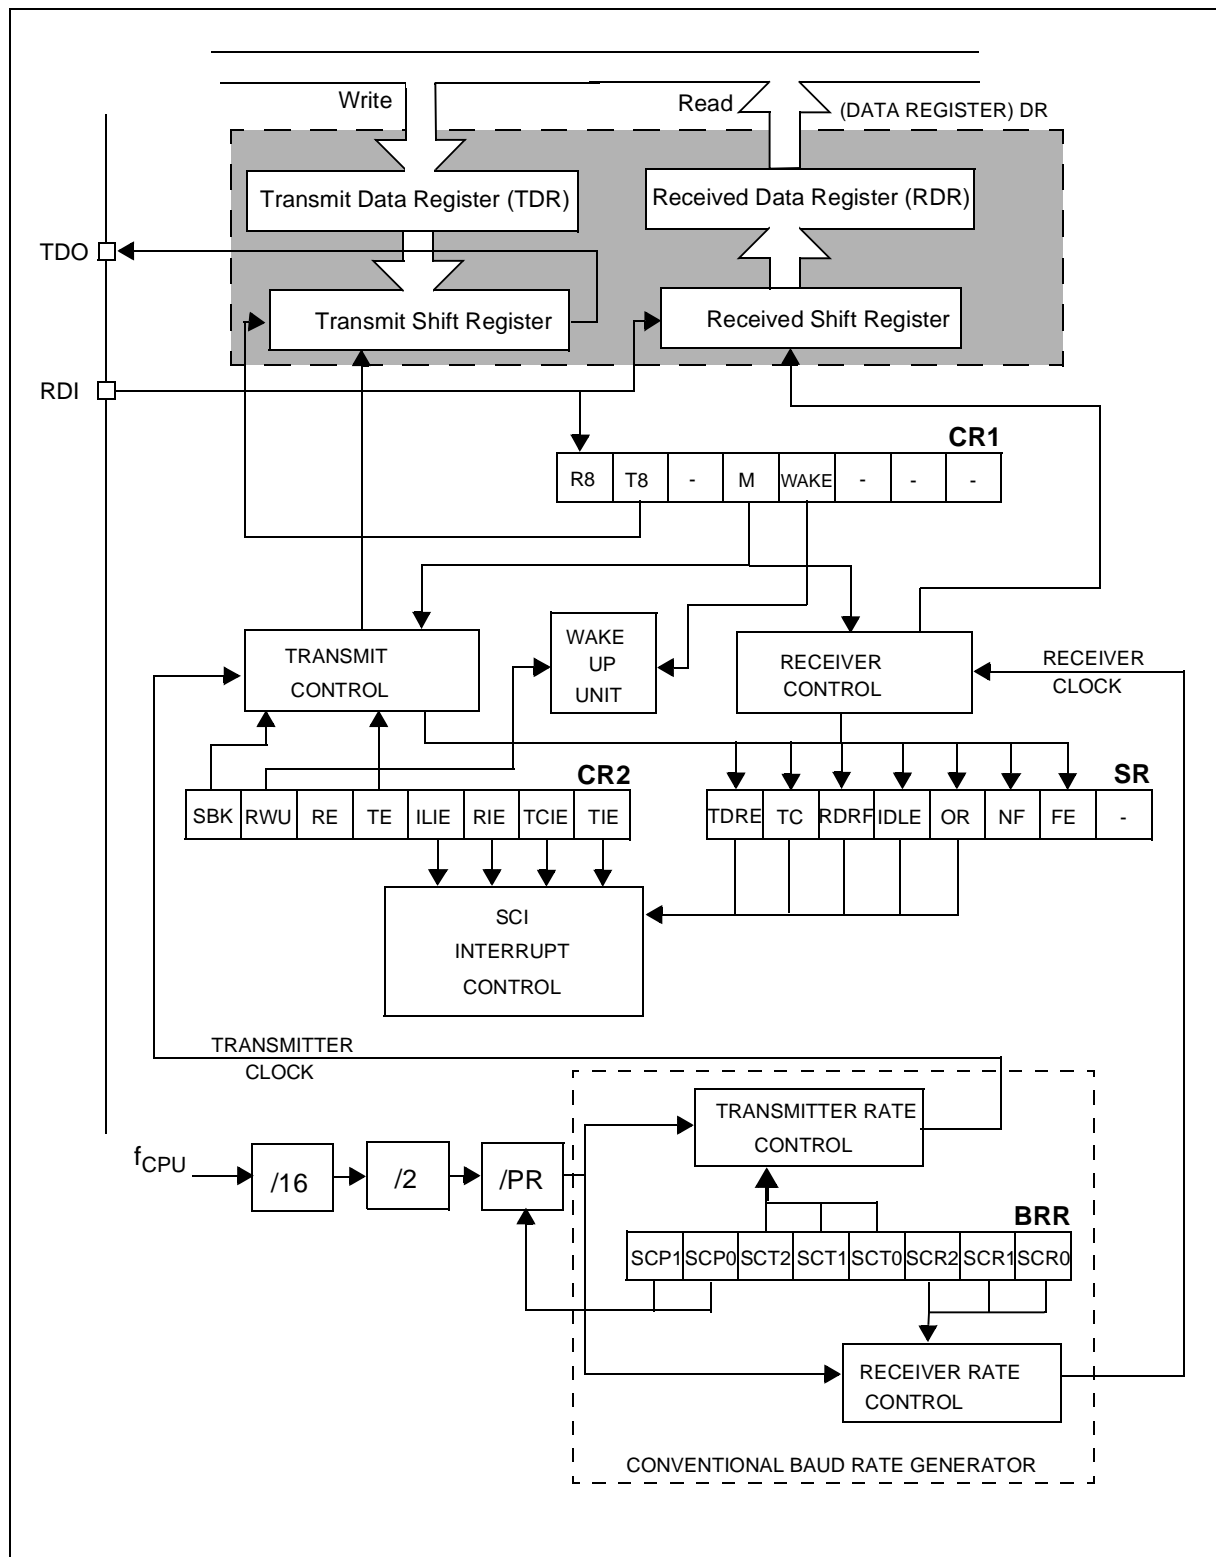 Write
Read
(DATA REGISTER) DR
Transmit Data Register (TDR)
Received Data Register (RDR)
TDO
Transmit Shift Register
Received Shift Register
RDI
CR1
R8 T8 - M WAKE - - -
TRANSMIT
CONTROL
WAKE
UP
UNIT
RECEIVER
CONTROL
RECEIVER
CLOCK
CR2
SBK RWU RE TE ILIE RIE TCIE TIE
SR
TDRE TC RDRF IDLE OR NF FE -
SCI
INTERRUPT
CONTROL
TRANSMITTER
CLOCK
TRANSMITTER RATE
CONTROL
fCPU
/16
/2
/PR
BRR
SCP1 SCP0 SCT2 SCT1 SCT0 SCR2 SCR1 SCR0
RECEIVER RATE
CONTROL
CONVENTIONAL BAUD RATE GENERATOR